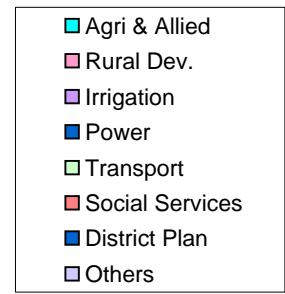 Agri & Allied
Rural Dev.
Irrigation
Power
Transport
Social Services
District Plan
Others